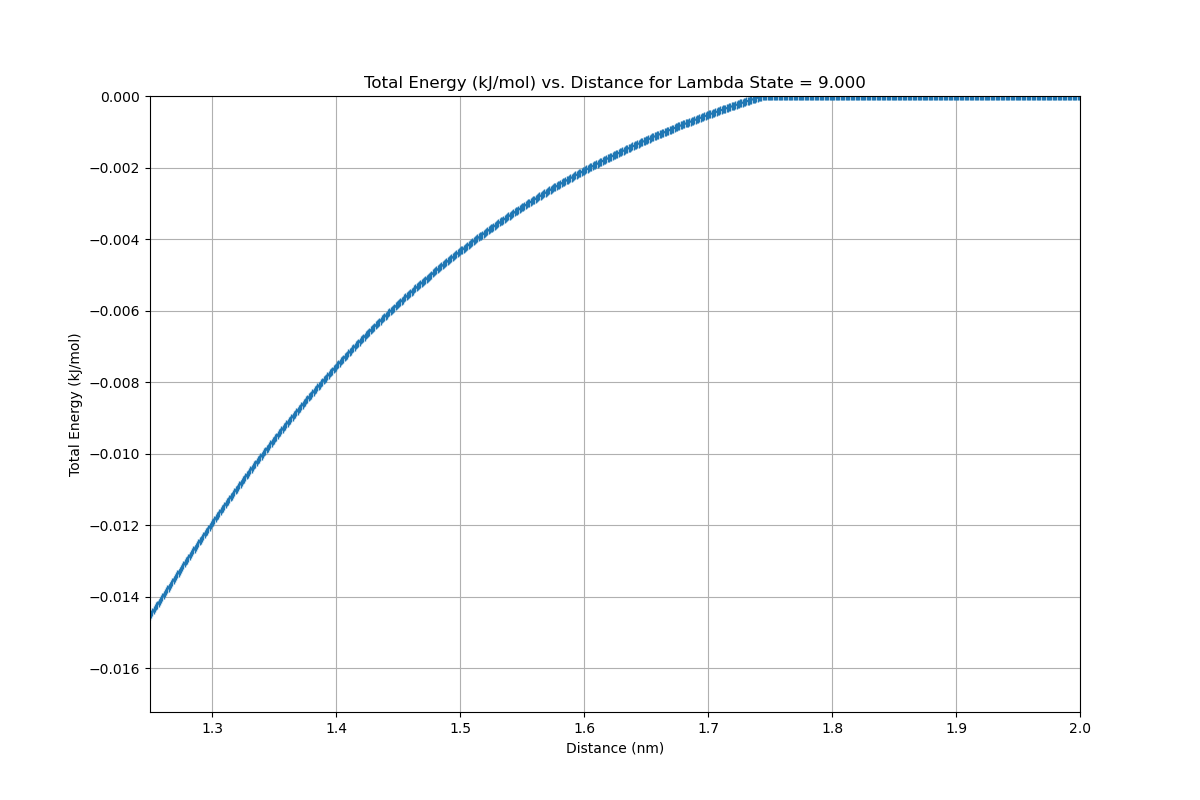 Total Energy (kJ/mol) vs. Distance for Lambda State = 9.000
0.000
−0.002
−0.004
−0.006
−0.008
−0.010
−0.012
−0.014
−0.016
Total Energy (kJ/mol)
1.3 1.4 1.5 1.6 1.7 1.8 1.9 2.0
Distance (nm)